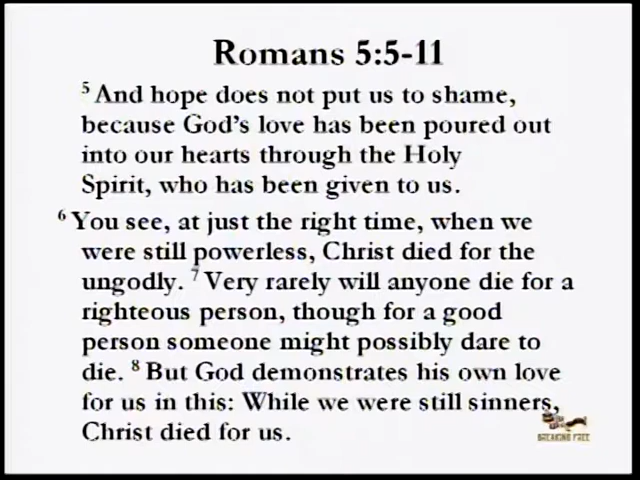 Romans 5:5-11
5 And hope does not put us to shame,
because God's love has been poured out
into our hearts through the Holy
Spirit, who has been given to us.
6 You see, at just the right time, when we
were still powerless, Christ died for the
ungodly. 7 Very rarely will anyone die for a
righteous person, though for a good
person someone might possibly dare to
die. 8 But God demonstrates his own love
for us in this: While we were still sinners,
Christ died for us.
BREAKING FREE